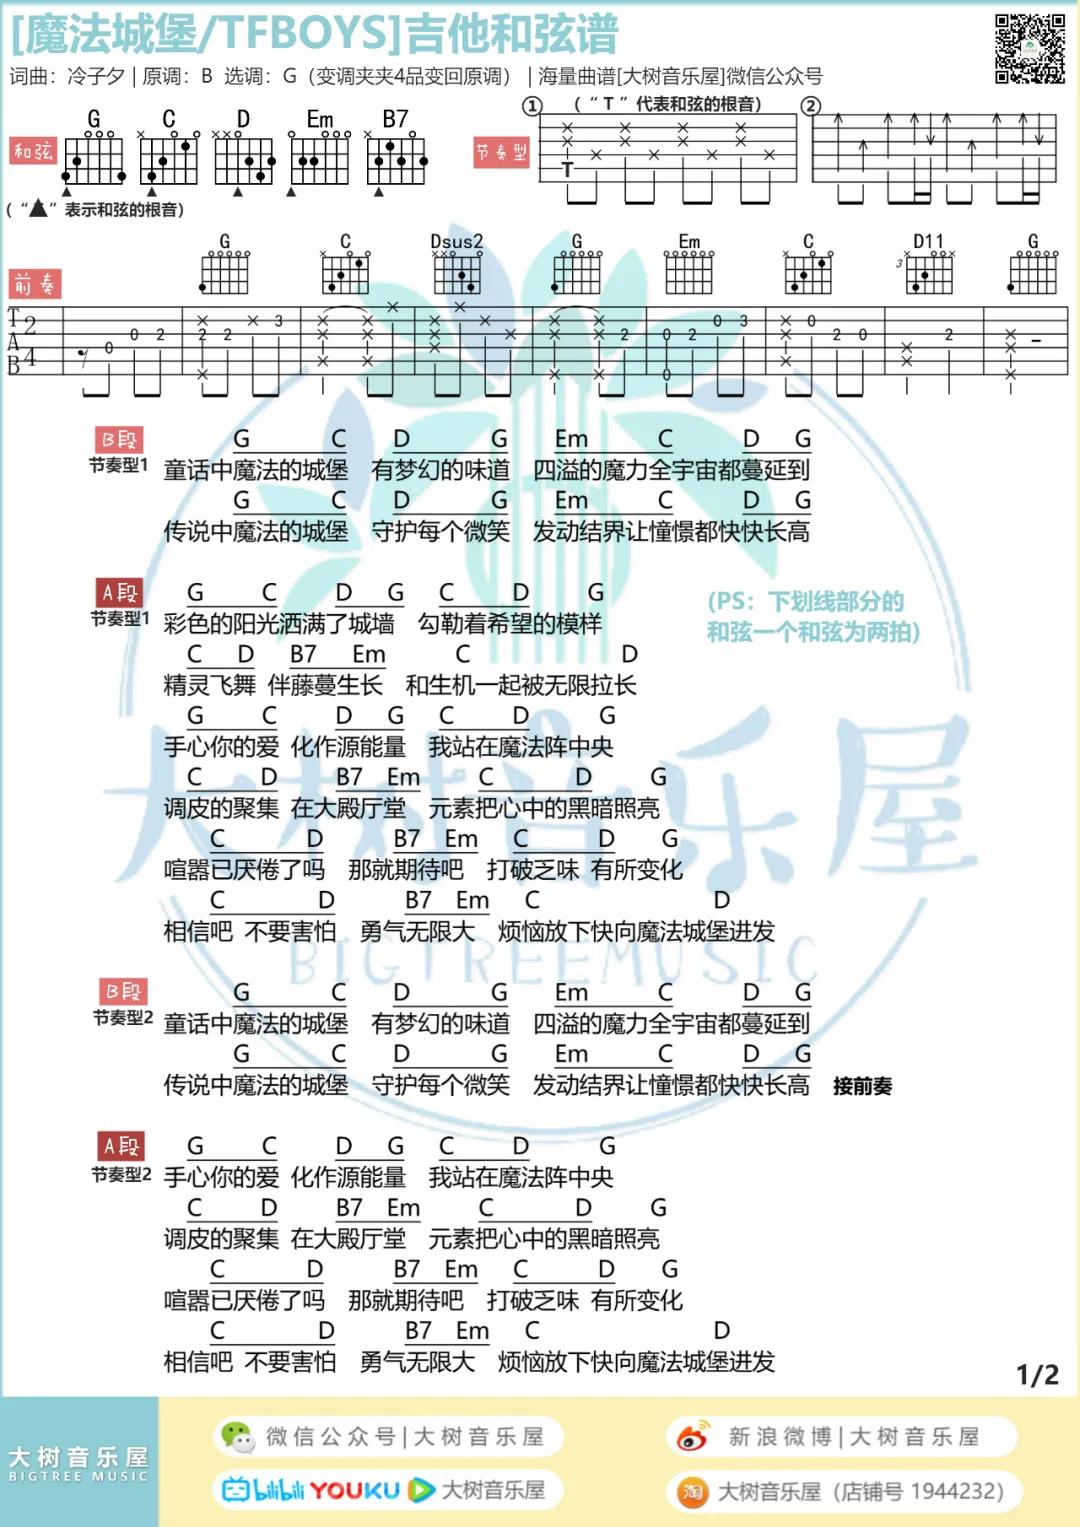 [魔法城堡/TFBOYS]吉他和弦谱
词曲：冷子夕 | 原调：B 选调：G（变调夹夹4品变回原调） | 海量曲谱[大树音乐屋]微信公众号
和弦 G C D Em B7
(“▲”表示和弦的根音)
节奏型 ① (“T”代表和弦的根音) ②
T
前奏 G C Dsus2 G Em C D11 G
3
T A B 2 4 0 0 2 2 2 3 2 0 0 2 0 3 0 2 0 2
B段 G C D G Em C D G
节奏型1 童话中魔法的城堡 有梦幻的味道 四溢的魔力全宇宙都蔓延到
G C D G Em C D G
传说中魔法的城堡 守护每个微笑 发动结界让憧憬都快快长高
A段 G C D G C D G
节奏型1 彩色的阳光洒满了城墙 勾勒着希望的模样
(PS：下划线部分的
和弦一个和弦为两拍)
C D B7 Em C D
精灵飞舞 伴藤蔓生长 和生机一起被无限拉长
G C D G C D G
手心你的爱 化作源能量 我站在魔法阵中央
C D B7 Em C D G
调皮的聚集 在大殿厅堂 元素把心中的黑暗照亮
C D B7 Em C D G
喧嚣已厌倦了吗 那就期待吧 打破乏味 有所变化
C D B7 Em C D
相信吧 不要害怕 勇气无限大 烦恼放下快向魔法城堡进发
B段 G C D G Em C D G
节奏型2 童话中魔法的城堡 有梦幻的味道 四溢的魔力全宇宙都蔓延到
G C D G Em C D G
传说中魔法的城堡 守护每个微笑 发动结界让憧憬都快快长高 接前奏
A段 G C D G C D G
节奏型2 手心你的爱 化作源能量 我站在魔法阵中央
C D B7 Em C D G
调皮的聚集 在大殿厅堂 元素把心中的黑暗照亮
C D B7 Em C D G
喧嚣已厌倦了吗 那就期待吧 打破乏味 有所变化
C D B7 Em C D
相信吧 不要害怕 勇气无限大 烦恼放下快向魔法城堡进发
大树音乐屋
BIGTREEMUSIC
1/2
大树音乐屋
BIGTREE MUSIC
微信公众号|大树音乐屋
新浪微博|大树音乐屋
bilibili YOUKU 大树音乐屋
淘 大树音乐屋（店铺号 1944232）